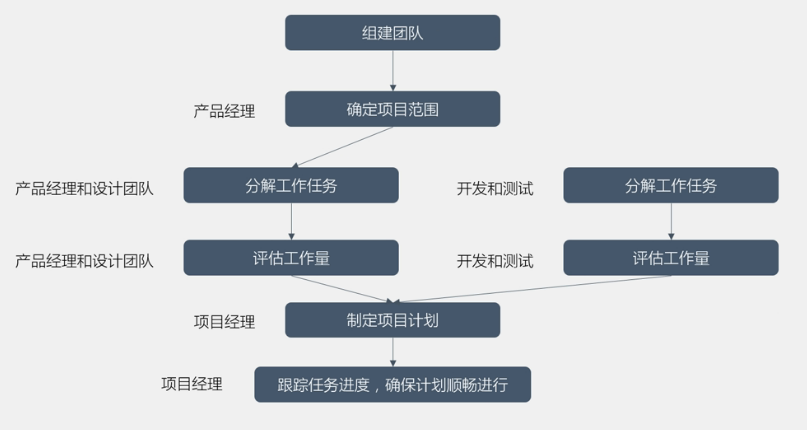 组建团队
产品经理
确定项目范围
产品经理和设计团队
分解工作任务
开发和测试
分解工作任务
产品经理和设计团队
评估工作量
开发和测试
评估工作量
项目经理
制定项目计划
项目经理
跟踪任务进度，确保计划顺畅进行